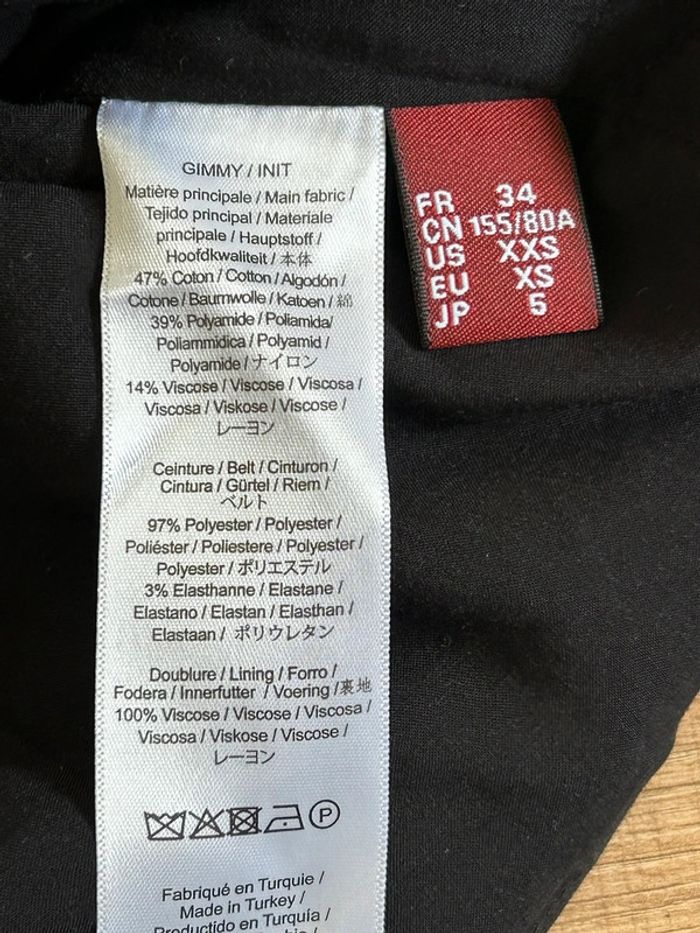 GIMMY / INIT
Matière principale / Main fabric /
Tejido principal / Materiale
principale / Hauptstoff /
Hoofdkwaliteit / 本体
47% Coton / Cotton / Algodón /
Cotone / Baumwolle / Katoen / 綿
39% Polyamide / Poliamida/
Poliammidica / Polyamid /
Polyamide / ナイロン
14% Viscose / Viscose / Viscosa /
Viscosa / Viskose / Viscose /
レーヨン
Ceinture / Belt / Cinturon /
Cintura / Gürtel / Riem /
ベルト
97% Polyester / Polyester /
Poliéster / Poliestere / Polyester /
Polyester / ポリエステル
3% Elasthanne / Elastane /
Elastano / Elastan / Elasthan /
Elastaan / ポリウレタン
Doublure / Lining / Forro /
Fodera / Innerfutter / Voering /裏地
100% Viscose / Viscose / Viscosa /
Viscosa / Viskose / Viscose /
レーヨン
P
Fabriqué en Turquie /
Made in Turkey /
Productido en Turquía /
FR 34
CN 155/80A
US XXS
EU XS
JP 5